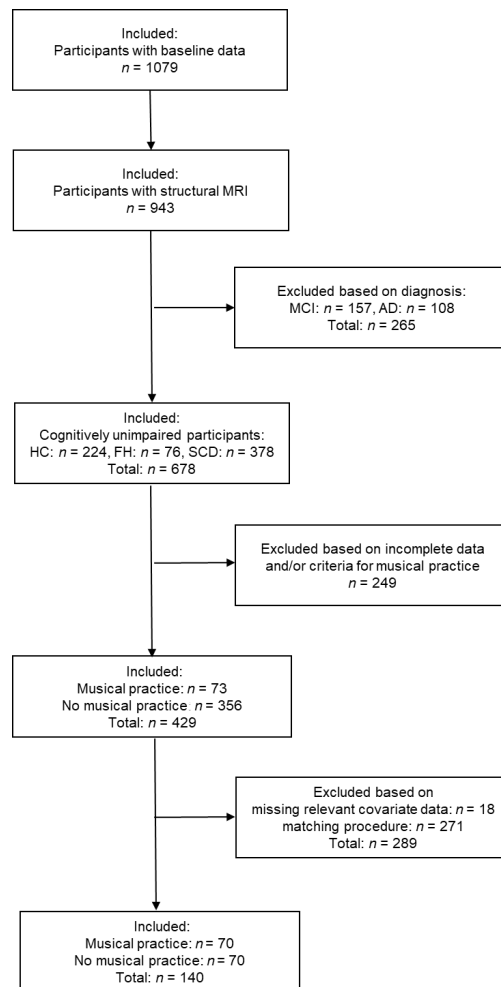 Included:
Participants with baseline data
n = 1079
Included:
Participants with structural MRI
n = 943
Excluded based on diagnosis:
MCI: n = 157, AD: n = 108
Total: n = 265
Included:
Cognitively unimpaired participants:
HC: n = 224, FH: n = 76, SCD: n = 378
Total: n = 678
Excluded based on incomplete data
and/or criteria for musical practice
n = 249
Included:
Musical practice: n = 73
No musical practice: n = 356
Total: n = 429
Excluded based on
missing relevant covariate data: n = 18
matching procedure: n = 271
Total: n = 289
Included:
Musical practice: n = 70
No musical practice: n = 70
Total: n = 140